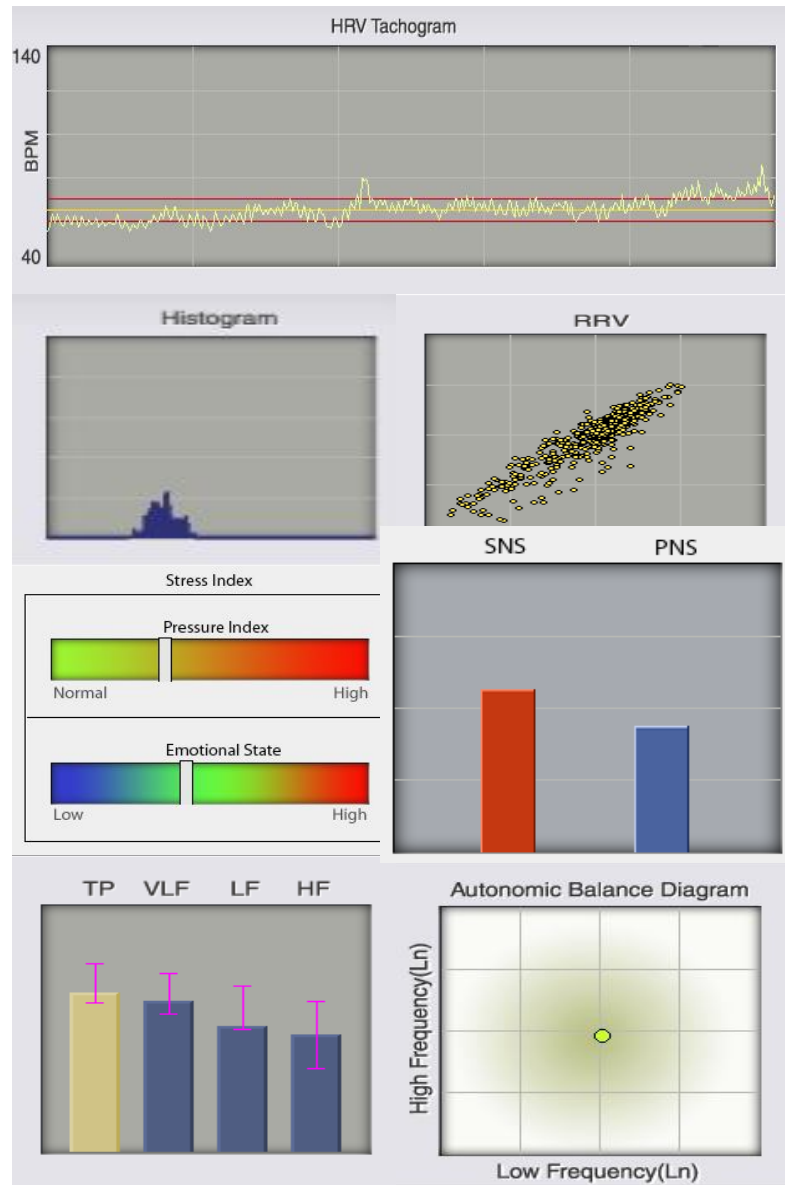 HRV Tachogram
140
BPM
40
Histogram
RRV
SNS PNS
Stress Index
Pressure Index
Normal High
Emotional State
Low High
TP VLF LF HF
Autonomic Balance Diagram
High Frequency(Ln)
Low Frequency(Ln)